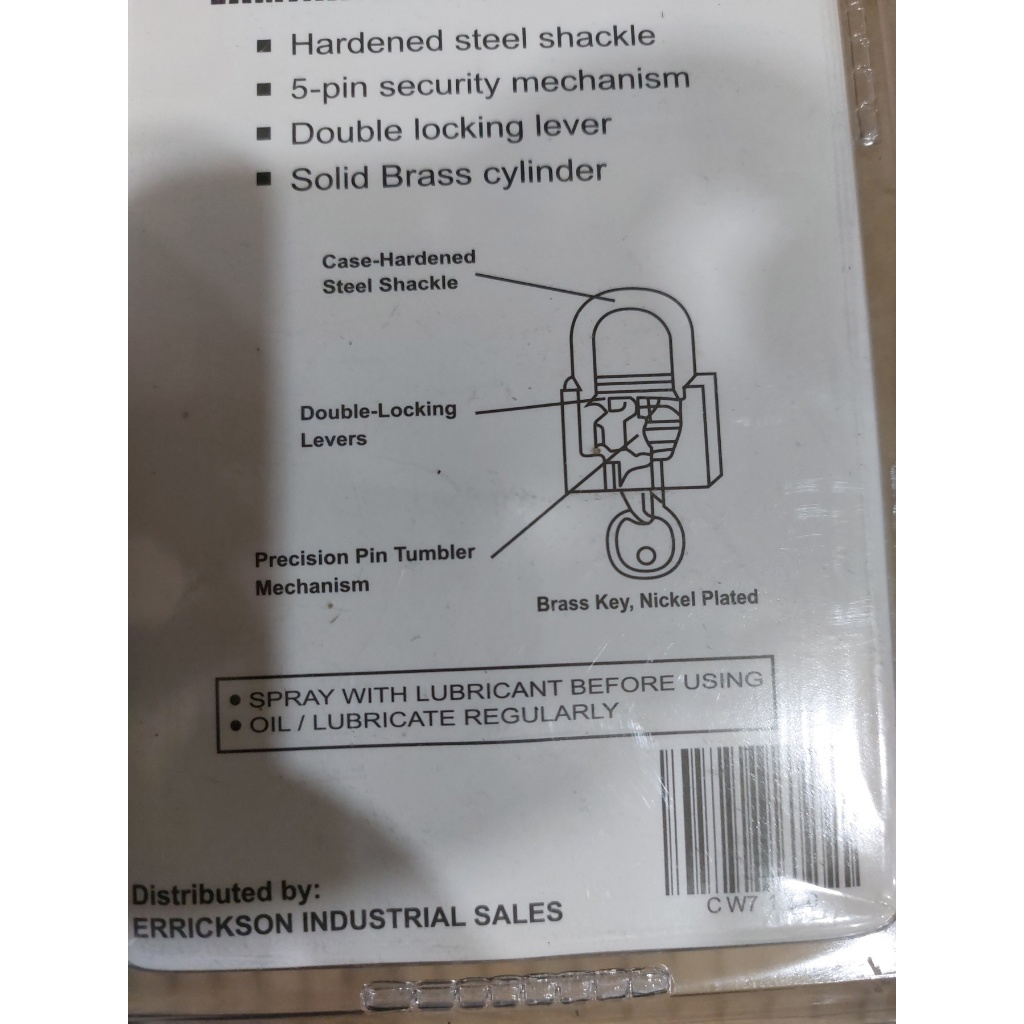 ▪ Hardened steel shackle
▪ 5-pin security mechanism
▪ Double locking lever
▪ Solid Brass cylinder
Case-Hardened
Steel Shackle
Double-Locking
Levers
Precision Pin Tumbler
Mechanism
Brass Key, Nickel Plated
• SPRAY WITH LUBRICANT BEFORE USING
• OIL / LUBRICATE REGULARLY
Distributed by:
ERRICKSON INDUSTRIAL SALES
CW7